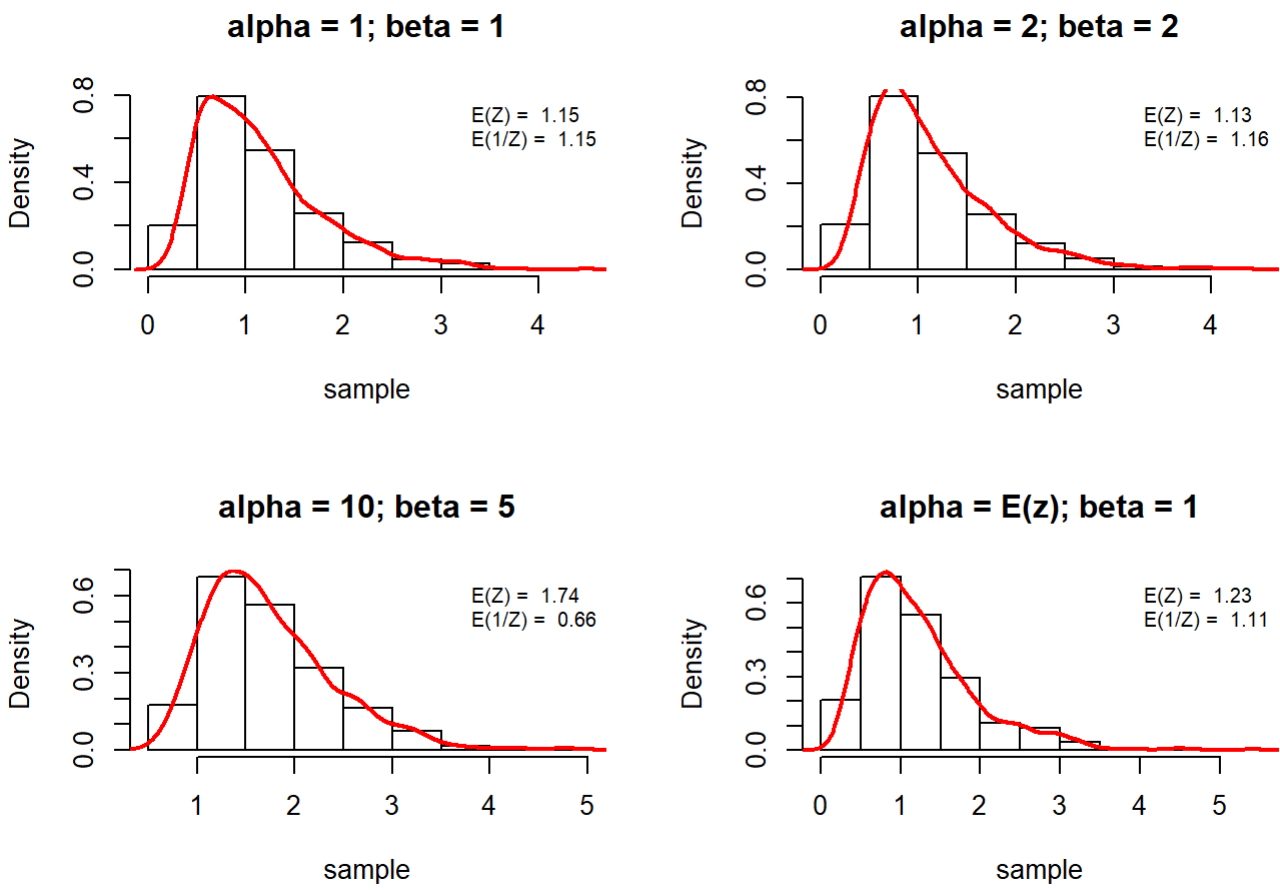 alpha = 1; beta = 1
Density
0.0 0.4 0.8
E(Z) = 1.15
E(1/Z) = 1.15
0 1 2 3 4
sample
alpha = 2; beta = 2
Density
0.0 0.4 0.8
E(Z) = 1.13
E(1/Z) = 1.16
0 1 2 3 4
sample
alpha = 10; beta = 5
Density
0.0 0.3 0.6
E(Z) = 1.74
E(1/Z) = 0.66
1 2 3 4 5
sample
alpha = E(z); beta = 1
Density
0.0 0.3 0.6
E(Z) = 1.23
E(1/Z) = 1.11
0 1 2 3 4 5
sample